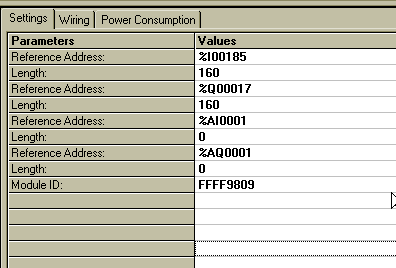 Settings Wiring Power Consumption
Parameters Values
Reference Address: %I00185
Length: 160
Reference Address: %Q00017
Length: 160
Reference Address: %AI0001
Length: 0
Reference Address: %AQ0001
Length: 0
Module ID: FFFF9809